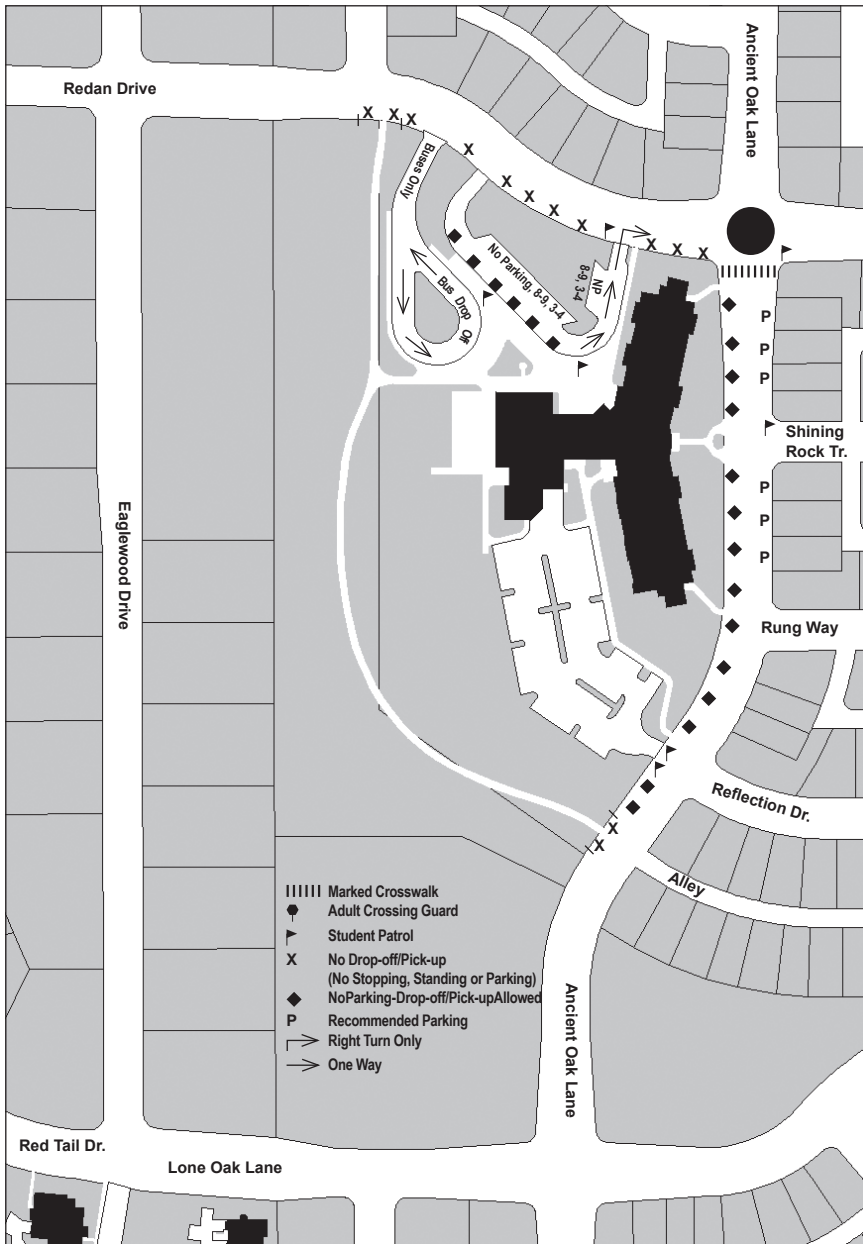 Redan Drive
Ancient Oak Lane
X X X
X
Buses Only
X
X
X
X
X
X
X
No Parking, 8-9, 3-4
NP
8-9, 3-4
Bus Drop Off
P
P
P
Shining
Rock Tr.
P
P
P
Eaglewood Drive
Rung Way
Reflection Dr.
X
X
Alley
Marked Crosswalk
Adult Crossing Guard
Student Patrol
X No Drop-off/Pick-up
(No Stopping, Standing or Parking)
NoParking-Drop-off/Pick-upAllowed
P Recommended Parking
Right Turn Only
One Way
Ancient Oak Lane
Red Tail Dr.
Lone Oak Lane